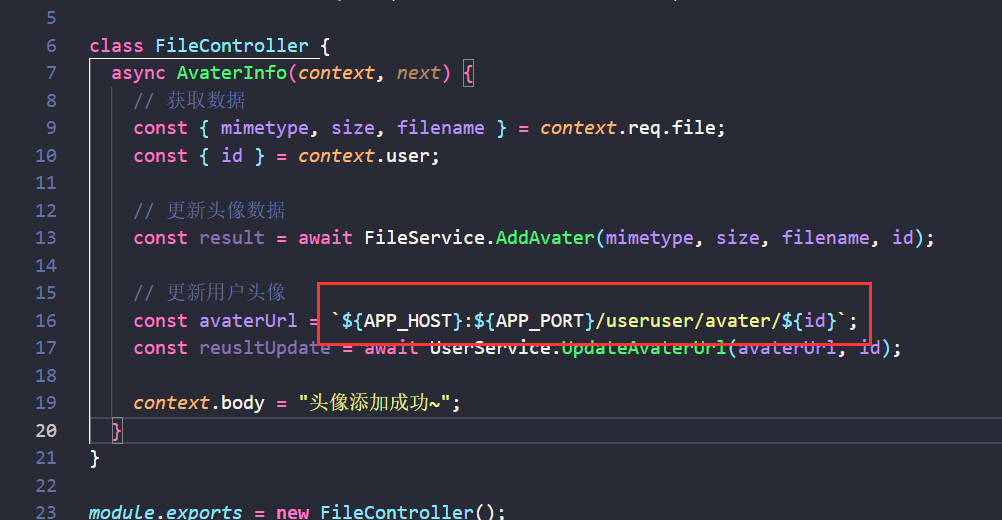 5
6 class FileController {
7 async AvaterInfo(context, next) {
8 // 获取数据
9 const { mimetype, size, filename } = context.req.file;
10 const { id } = context.user;
11
12 // 更新头像数据
13 const result = await FileService.AddAvater(mimetype, size, filename, id);
14
15 // 更新用户头像
16 const avaterUrl = `${APP_HOST}:${APP_PORT}/useruser/avater/${id}`;
17 const reusltUpdate = await UserService.UpdateAvaterUrl(avaterUrl, id);
18
19 context.body = "头像添加成功~";
20 }
21 }
22
23 module.exports = new FileController();